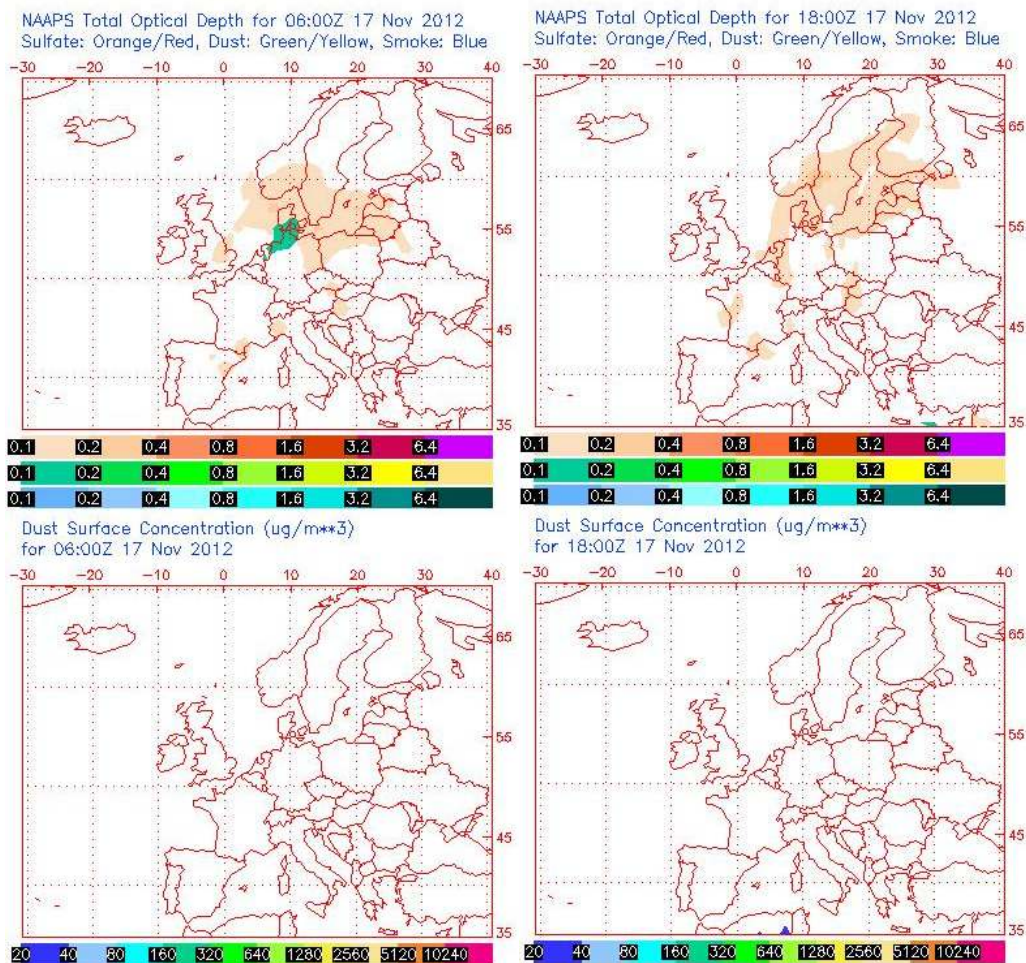 NAAPS Total Optical Depth for 06:00Z 17 Nov 2012
Sulfate: Orange/Red, Dust: Green/Yellow, Smoke: Blue
-30 -20 -10 0 10 20 30 40
65
55
45
35
0.1 0.2 0.4 0.8 1.6 3.2 6.4
0.1 0.2 0.4 0.8 1.6 3.2 6.4
0.1 0.2 0.4 0.8 1.6 3.2 6.4
NAAPS Total Optical Depth for 18:00Z 17 Nov 2012
Sulfate: Orange/Red, Dust: Green/Yellow, Smoke: Blue
-30 -20 -10 0 10 20 30 40
65
55
45
35
0.1 0.2 0.4 0.8 1.6 3.2 6.4
0.1 0.2 0.4 0.8 1.6 3.2 6.4
0.1 0.2 0.4 0.8 1.6 3.2 6.4
Dust Surface Concentration (ug/m**3)
for 06:00Z 17 Nov 2012
-30 -20 -10 0 10 20 30 40
65
55
45
35
20 40 80 160 320 640 1280 2560 5120 10240
Dust Surface Concentration (ug/m**3)
for 18:00Z 17 Nov 2012
-30 -20 -10 0 10 20 30 40
65
55
45
35
20 40 80 160 320 640 1280 2560 5120 10240